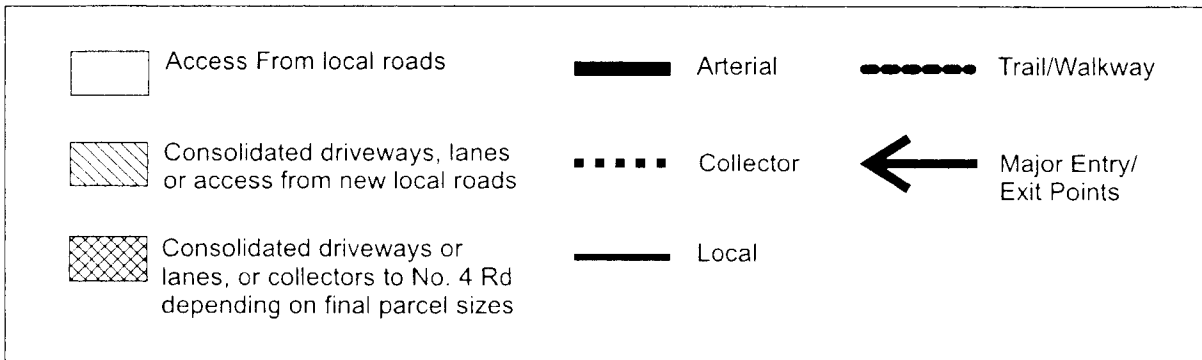 Access From local roads
Consolidated driveways, lanes
or access from new local roads
Consolidated driveways or
lanes, or collectors to No. 4 Rd
depending on final parcel sizes
Arterial
Collector
Local
Trail/Walkway
Major Entry/
Exit Points